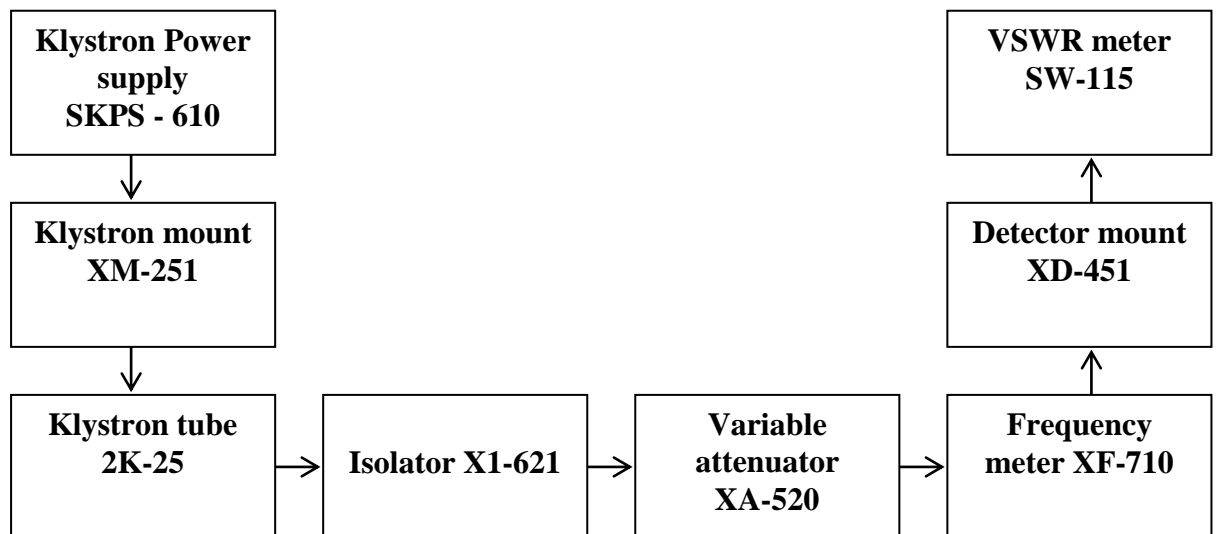 Klystron Power
supply
SKPS - 610
VSWR meter
SW-115
Klystron mount
XM-251
Detector mount
XD-451
Klystron tube
2K-25
Isolator X1-621
Variable
attenuator
XA-520
Frequency
meter XF-710